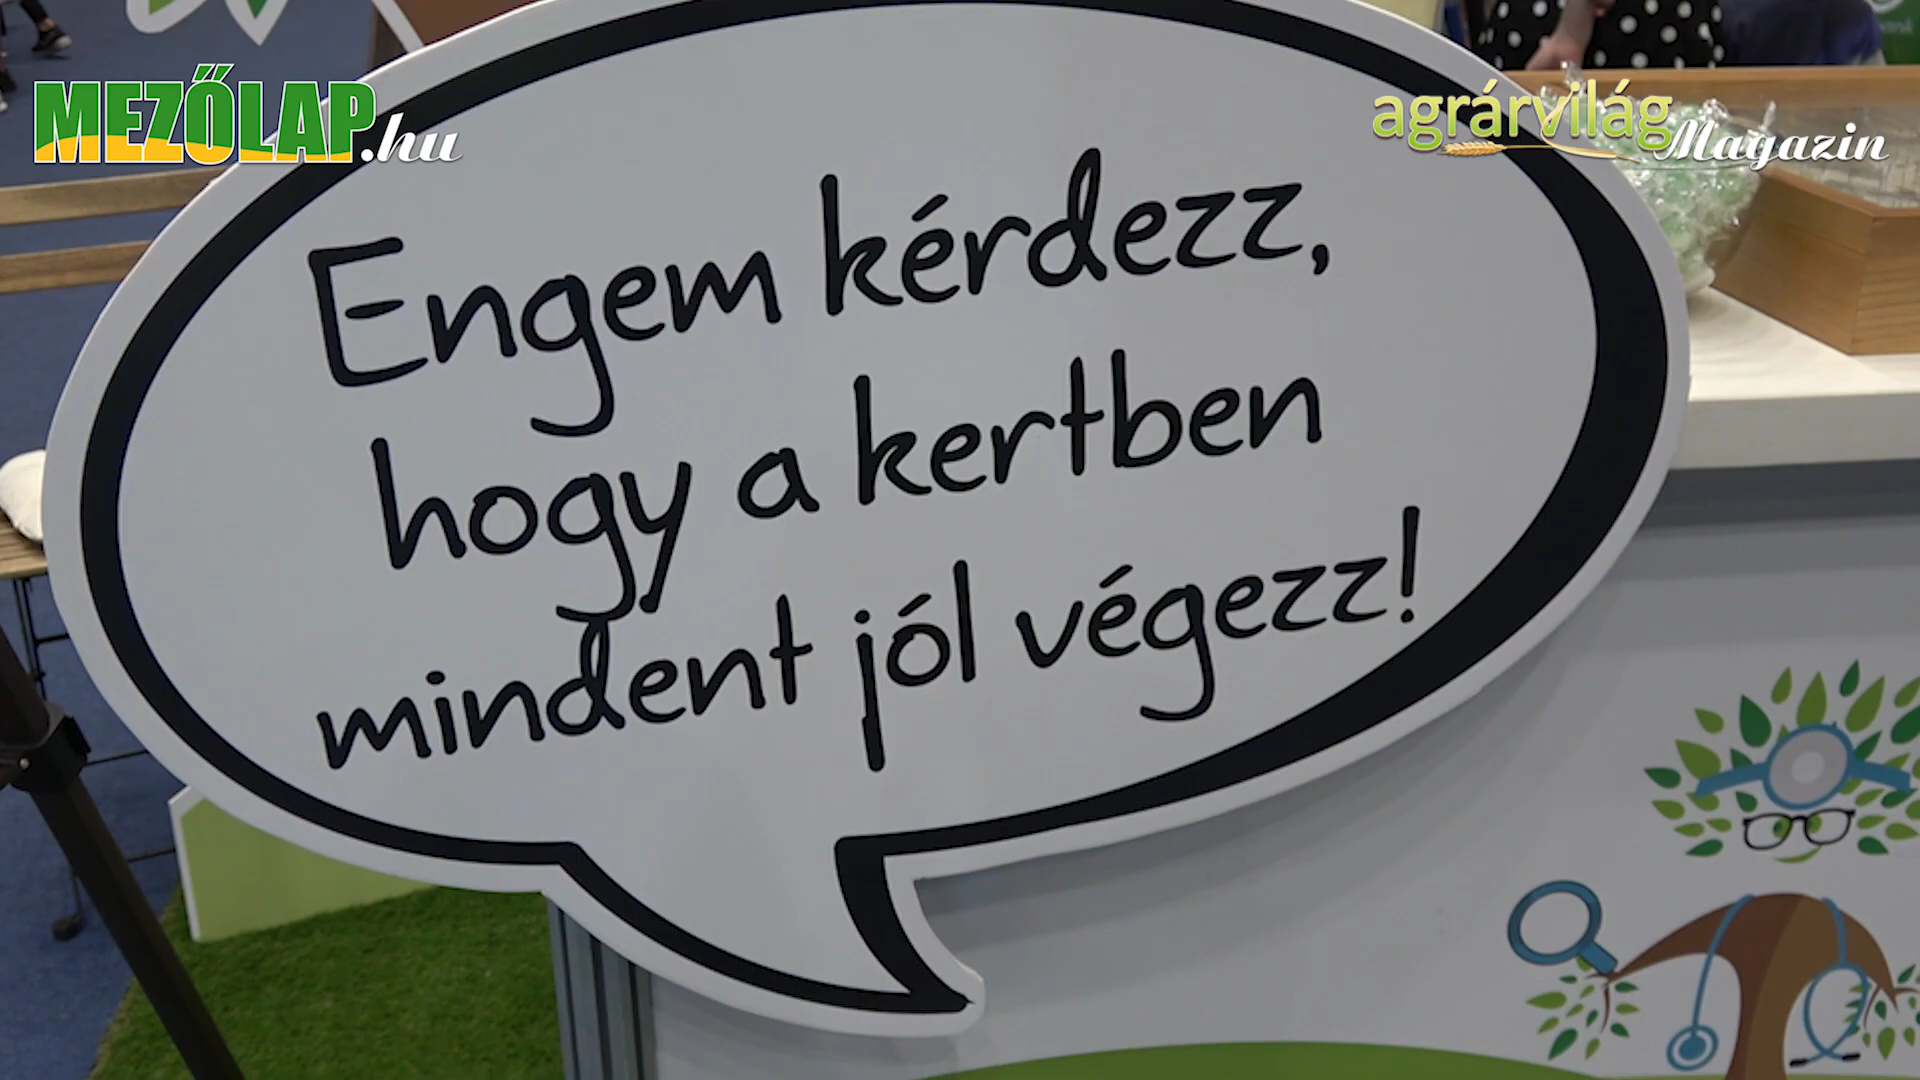 MEZŐLAP.hu
agrárvilág Magazin
Engem kérdezz,
hogy a kertben
mindent jól végezz!